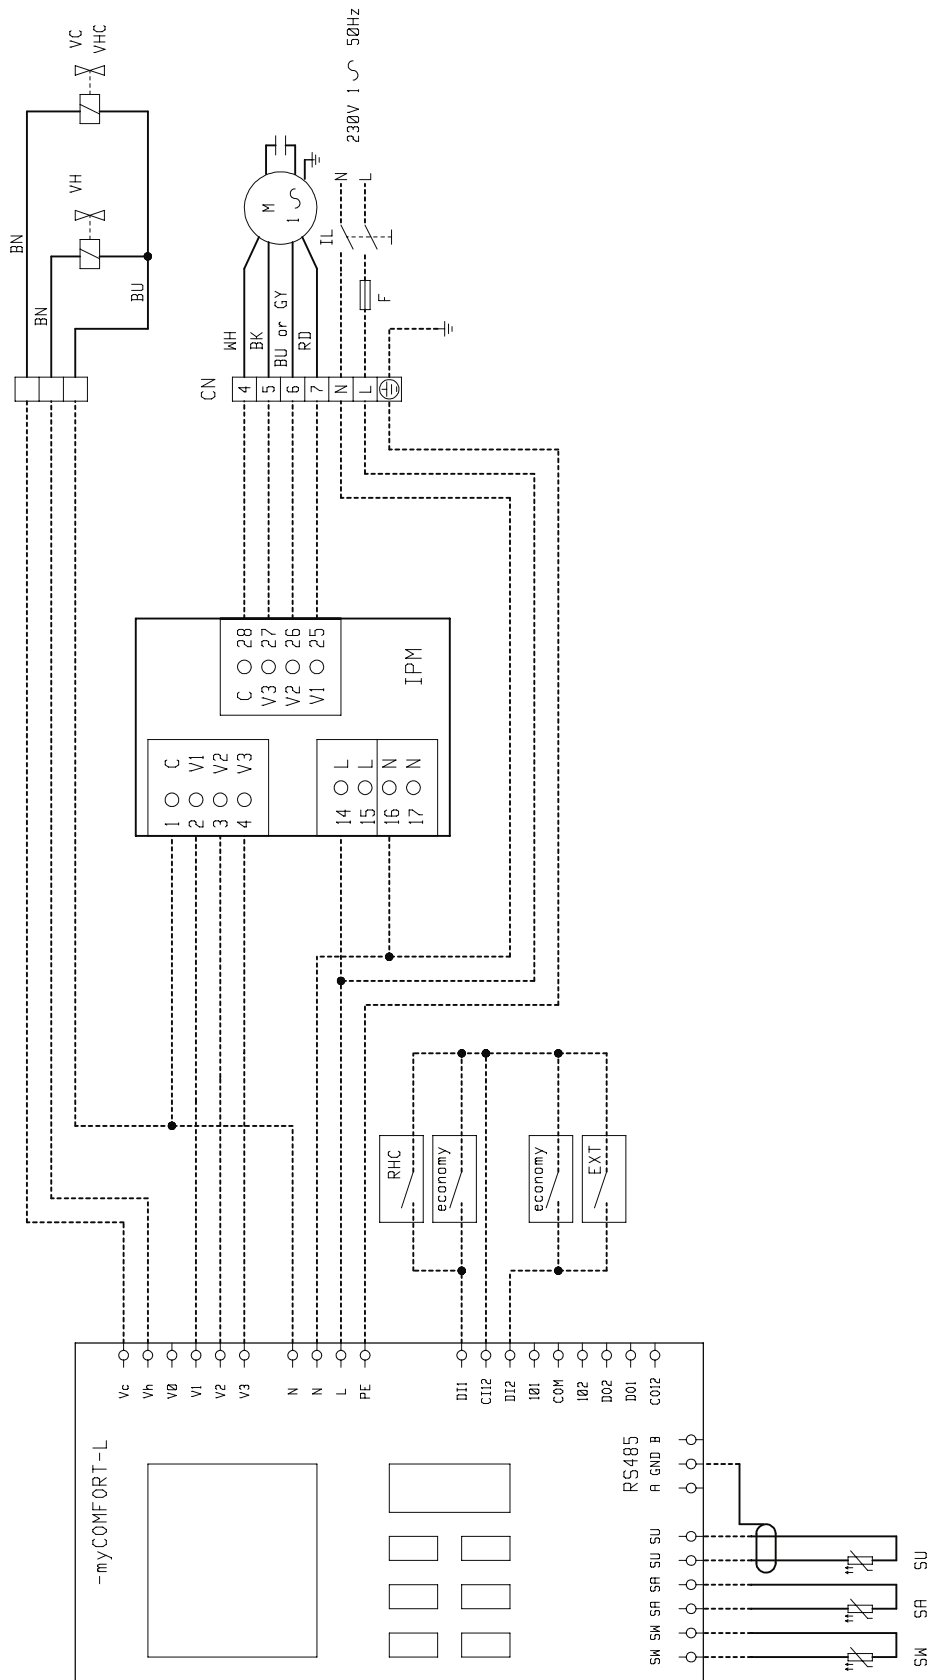 VC
VHC
VH
BN
BN
BU
230V 1 50Hz
M
1
IL
N
L
F
WH
BK
BU or GY
RD
CN
4
5
6
7
N
L
C 28
V3 27
V2 26
V1 25
IPM
1 C
2 V1
3 V2
4 V3
14 L
15 L
16 N
17 N
RHC
economy
economy
EXT
Vc
Vh
V0
V1
V2
V3
N
N
L
PE
DI1
CI12
DI2
101
COM
102
DO2
DO1
CO12
-myCOMFORT-L
RS485
A GND B
SW SW SA SA SU SU
SW
SA
SU